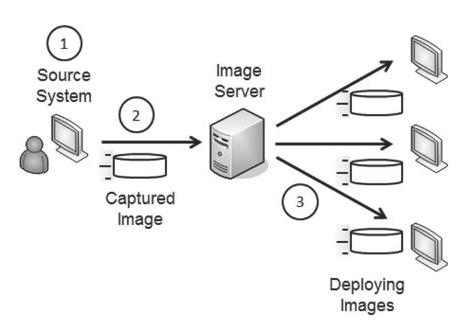 1
Source
System
2
Captured
Image
Image
Server
3
Deploying
Images